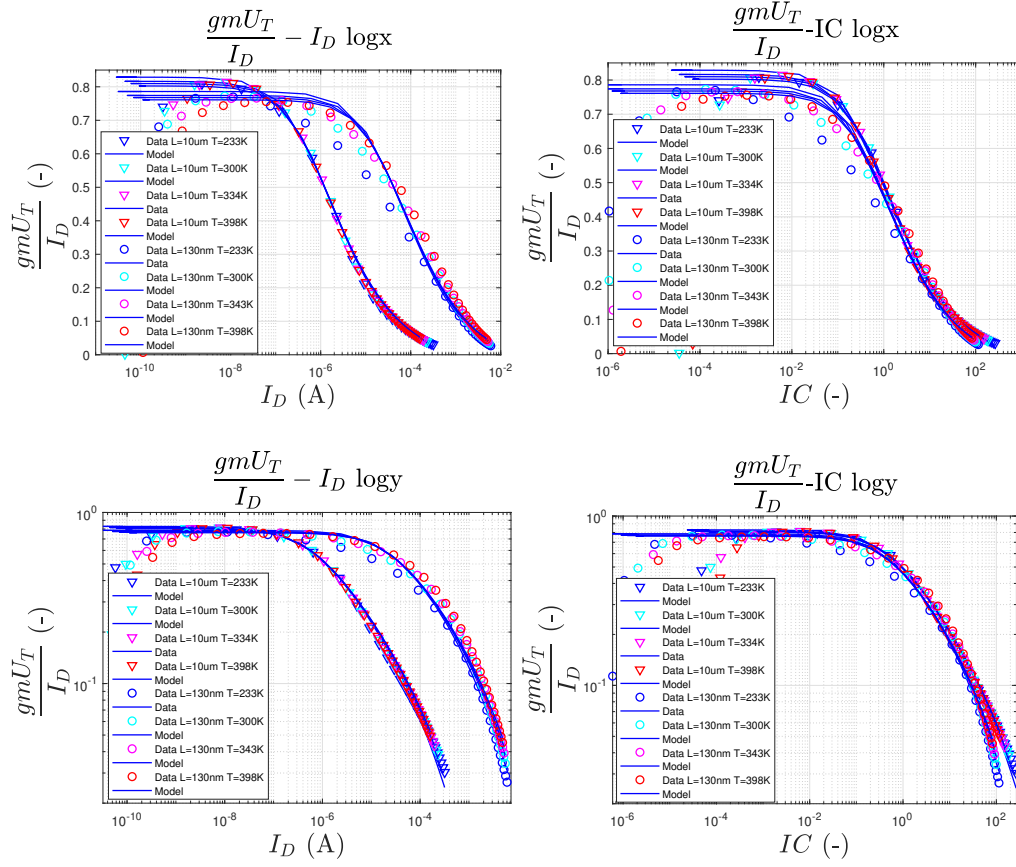 gmU_T/I_D − I_D logx
gmU_T/I_D (-)
0.8
0.7
0.6
0.5
0.4
0.3
0.2
0.1
0
Data L=10um T=233K
Model
Data L=10um T=300K
Model
Data L=10um T=334K
Data
Data L=10um T=398K
Model
Data L=130nm T=233K
Data
Data L=130nm T=300K
Model
Data L=130nm T=343K
Model
Data L=130nm T=398K
Model
10^-10 10^-8 10^-6 10^-4 10^-2
I_D (A)
gmU_T/I_D-IC logx
gmU_T/I_D (-)
0.8
0.7
0.6
0.5
0.4
0.3
0.2
0.1
0
Data L=10um T=233K
Model
Data L=10um T=300K
Model
Data L=10um T=334K
Data
Data L=10um T=398K
Model
Data L=130nm T=233K
Data
Data L=130nm T=300K
Model
Data L=130nm T=343K
Model
Data L=130nm T=398K
Model
10^-6 10^-4 10^-2 10^0 10^2
IC (-)
gmU_T/I_D − I_D logy
gmU_T/I_D (-)
10^0
10^-1
Data L=10um T=233K
Model
Data L=10um T=300K
Model
Data L=10um T=334K
Data
Data L=10um T=398K
Model
Data L=130nm T=233K
Data
Data L=130nm T=300K
Model
Data L=130nm T=343K
Model
Data L=130nm T=398K
Model
10^-10 10^-8 10^-6 10^-4
I_D (A)
gmU_T/I_D-IC logy
gmU_T/I_D (-)
10^0
10^-1
Data L=10um T=233K
Model
Data L=10um T=300K
Model
Data L=10um T=334K
Data
Data L=10um T=398K
Model
Data L=130nm T=233K
Data
Data L=130nm T=300K
Model
Data L=130nm T=343K
Model
Data L=130nm T=398K
Model
10^-6 10^-4 10^-2 10^0 10^2
IC (-)